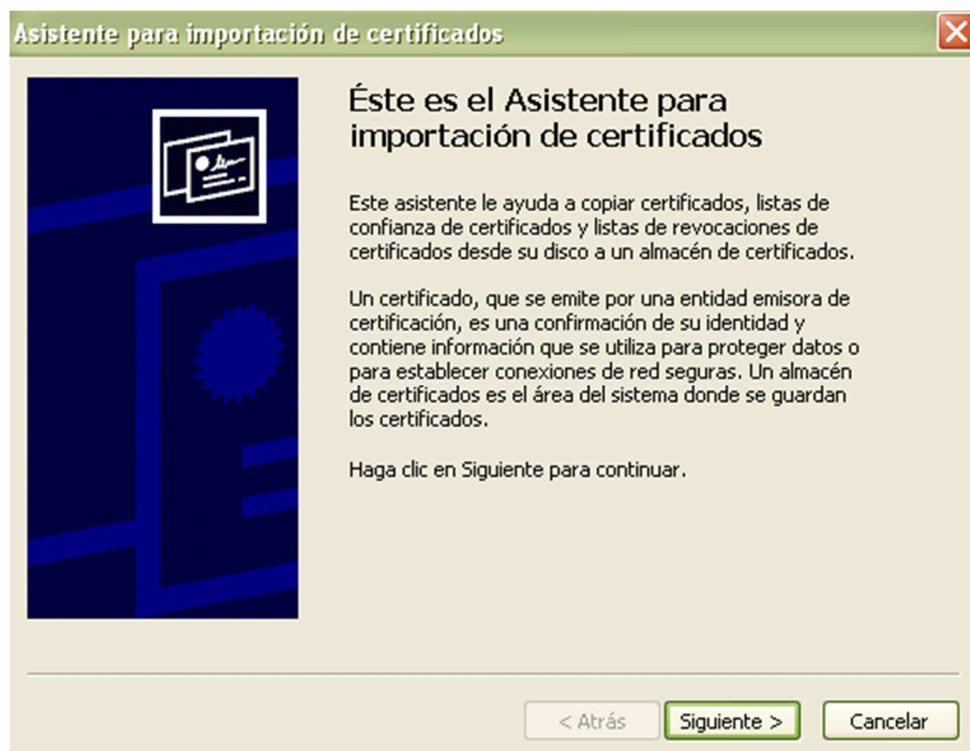 Asistente para importación de certificados
Éste es el Asistente para
importación de certificados
Este asistente le ayuda a copiar certificados, listas de
confianza de certificados y listas de revocaciones de
certificados desde su disco a un almacén de certificados.
Un certificado, que se emite por una entidad emisora de
certificación, es una confirmación de su identidad y
contiene información que se utiliza para proteger datos o
para establecer conexiones de red seguras. Un almacén
de certificados es el área del sistema donde se guardan
los certificados.
Haga clic en Siguiente para continuar.
< Atrás Siguiente > Cancelar